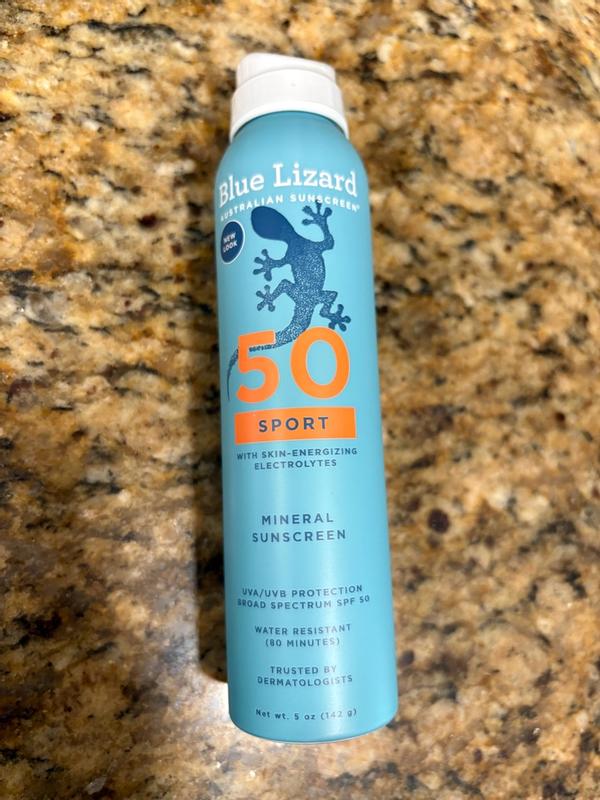 Blue Lizard
AUSTRALIAN SUNSCREEN®
NEW
LOOK
50
SPORT
WITH SKIN-ENERGIZING
ELECTROLYTES
MINERAL
SUNSCREEN
UVA/UVB PROTECTION
BROAD SPECTRUM SPF 50
WATER RESISTANT
(80 MINUTES)
TRUSTED BY
DERMATOLOGISTS
Net wt. 5 oz (142 g)